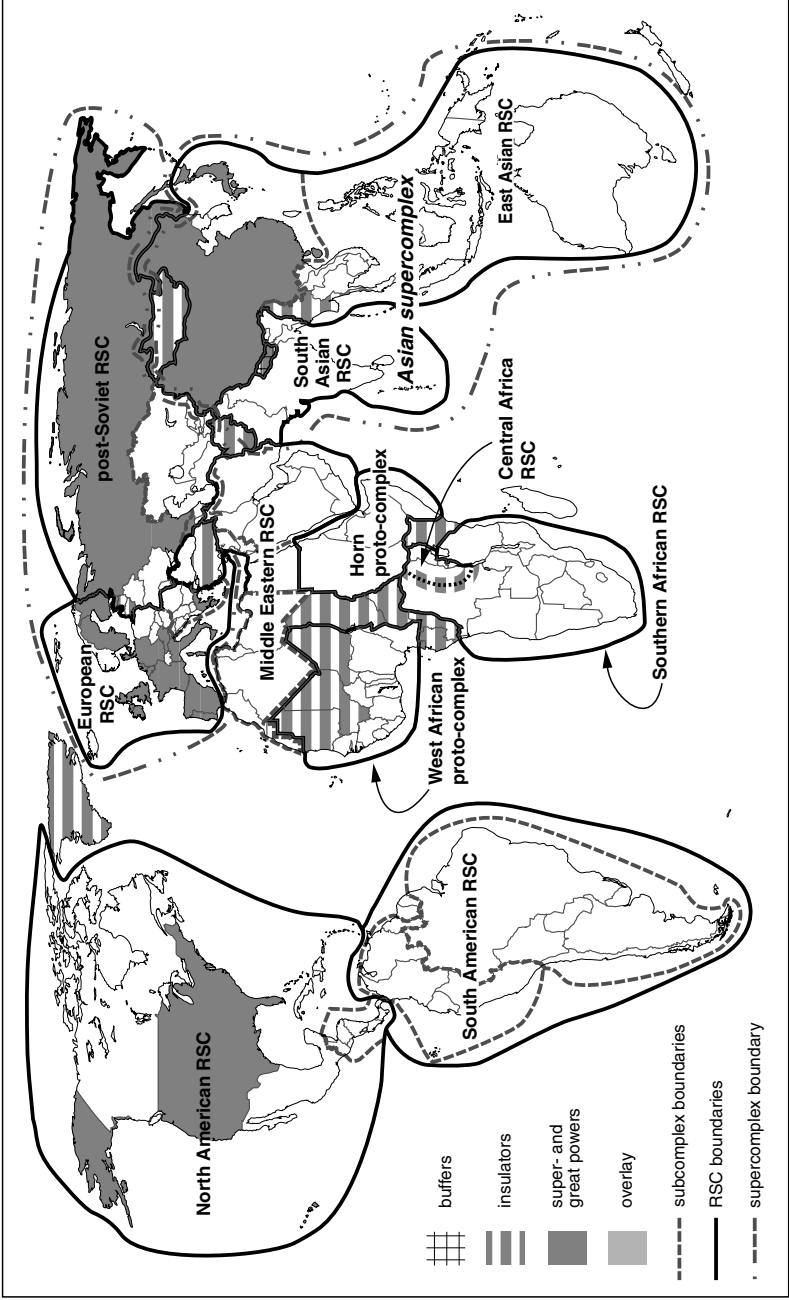 North American RSC
South American RSC
European
RSC
post-Soviet RSC
Middle Eastern RSC
West African
proto-complex
Horn
proto-complex
Central Africa
RSC
Southern African RSC
South
Asian
RSC
Asian supercomplex
East Asian RSC
buffers
insulators
super- and
great powers
overlay
subcomplex boundaries
RSC boundaries
supercomplex boundary